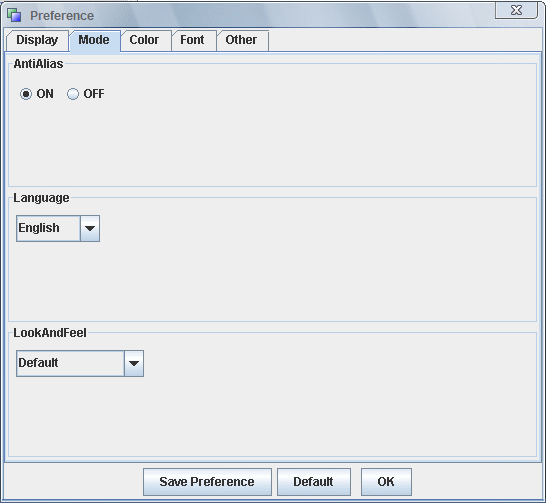 Preference
Display Mode Color Font Other
AntiAlias
ON OFF
Language
English
LookAndFeel
Default
Save Preference Default OK